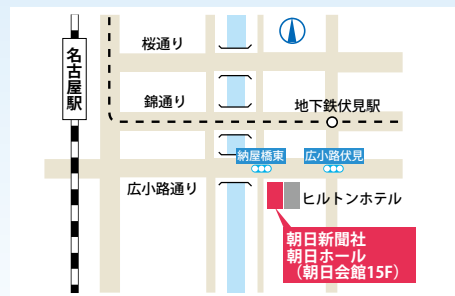 桜通り
名古屋駅
錦通り
地下鉄伏見駅
納屋橋東
広小路伏見
広小路通り
ヒルトンホテル
朝日新聞社
朝日ホール
（朝日会館15F）